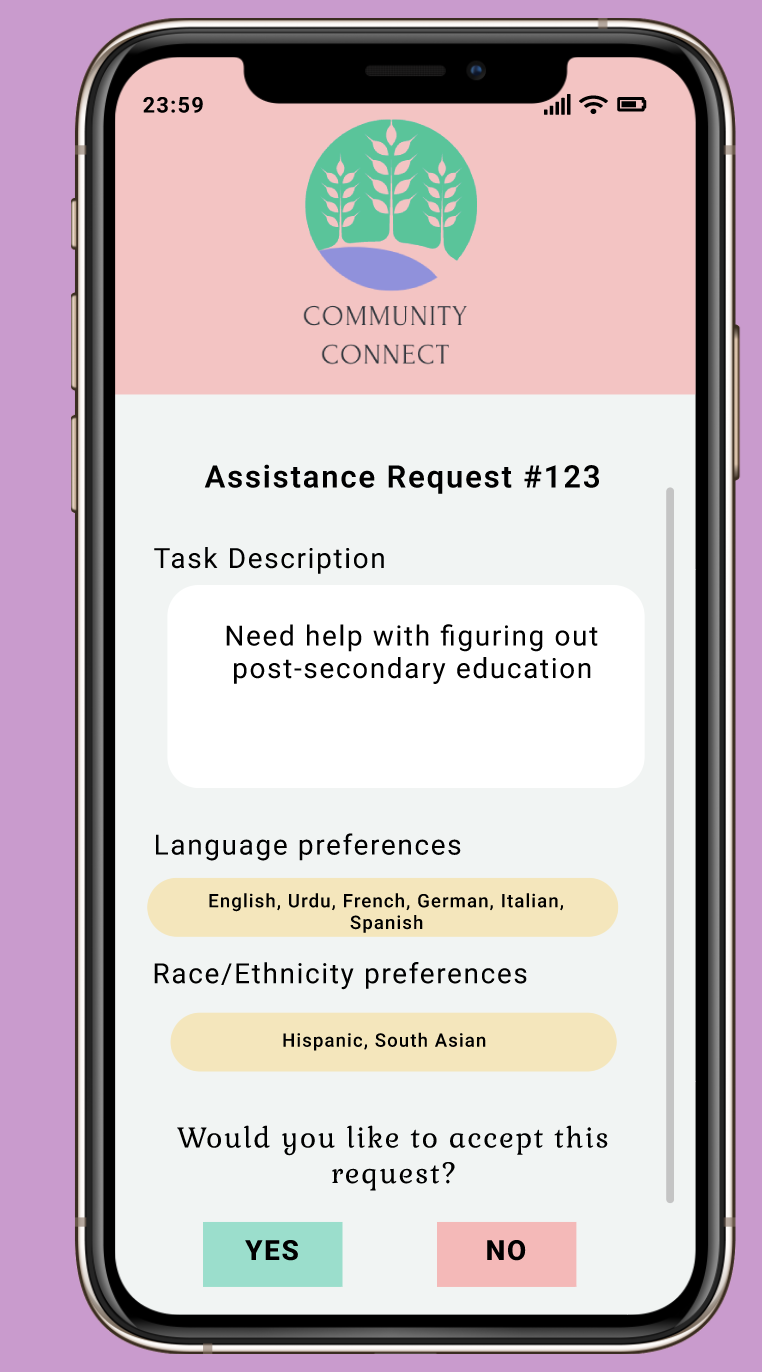 23:59
COMMUNITY
CONNECT
Assistance Request #123
Task Description
Need help with figuring out
post-secondary education
Language preferences
English, Urdu, French, German, Italian,
Spanish
Race/Ethnicity preferences
Hispanic, South Asian
Would you like to accept this
request?
YES
NO